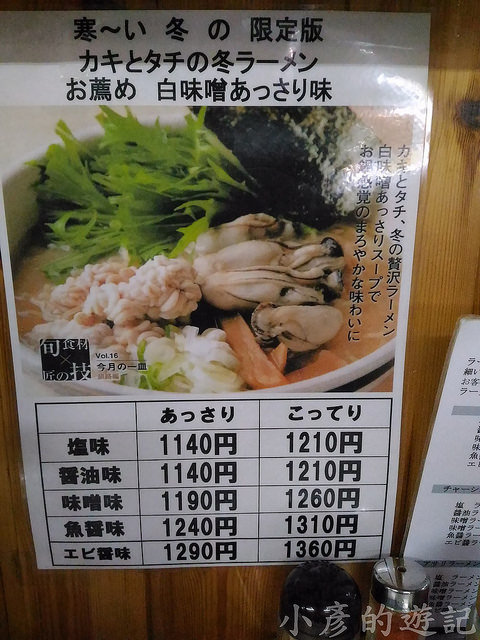 寒〜い 冬 の 限定版
カキとタチの冬ラーメン
お薦め 白味噌あっさり味
カキとタチ、冬の贅沢ラーメン
白味噌あっさりスープで
お鍋感覚のまろやかな味わいに
旬食材×匠の技
Vol.16
今月の一皿
あっさり こってり
塩味 1140円 1210円
醤油味 1140円 1210円
味噌味 1190円 1260円
魚醤味 1240円 1310円
エビ醤味 1290円 1360円
チャーシ
小彦的遊記